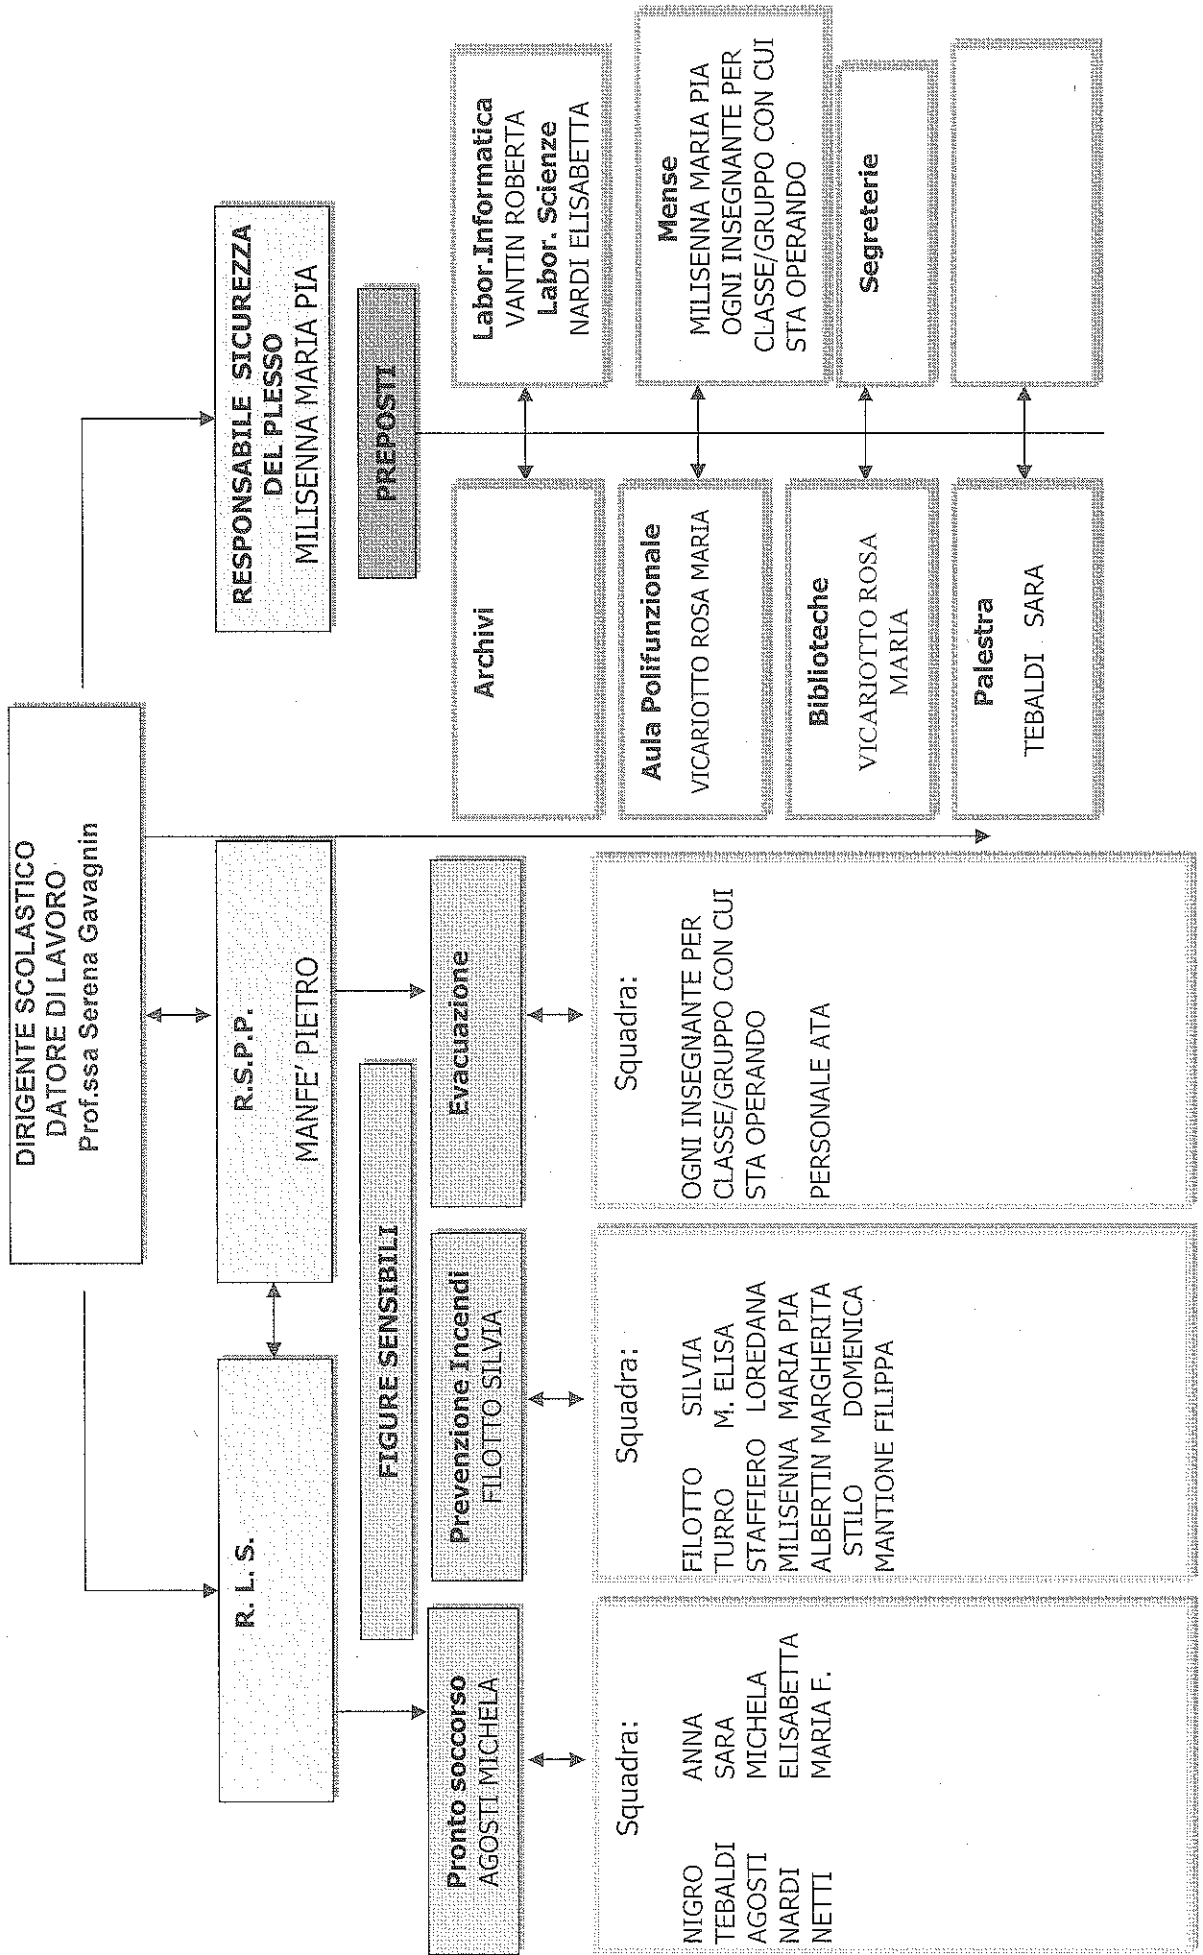 DIRIGENTE SCOLASTICO
DATORE DI LAVORO
Prof.ssa Serena Gavagnin
R. L. S.
R.S.P.P.
MANFE' PIETRO
RESPONSABILE SICUREZZA
DEL PLESSO
MILISENNA MARIA PIA
FIGURE SENSIBILI
PREPOSTI
Pronto soccorso
AGOSTI MICHELA
Prevenzione Incendi
FILOTTO SILVIA
Evacuazione
Squadra:
NIGRO ANNA
TEBALDI SARA
AGOSTI MICHELA
NARDI ELISABETTA
NETTI MARIA F.
Squadra:
FILOTTO SILVIA
TURRO M. ELISA
STAFFIERO LOREDANA
MILISENNA MARIA PIA
ALBERTIN MARGHERITA
STILO DOMENICA
MANTIONE FILIPPA
Squadra:
OGNI INSEGNANTE PER
CLASSE/GRUPPO CON CUI
STA OPERANDO
PERSONALE ATA
Archivi
Labor.Informatica
VANTIN ROBERTA
Labor. Scienze
NARDI ELISABETTA
Aula Polifunzionale
VICARIOTTO ROSA MARIA
Mense
MILISENNA MARIA PIA
OGNI INSEGNANTE PER
CLASSE/GRUPPO CON CUI
STA OPERANDO
Biblioteche
VICARIOTTO ROSA
MARIA
Segreterie
Palestra
TEBALDI SARA